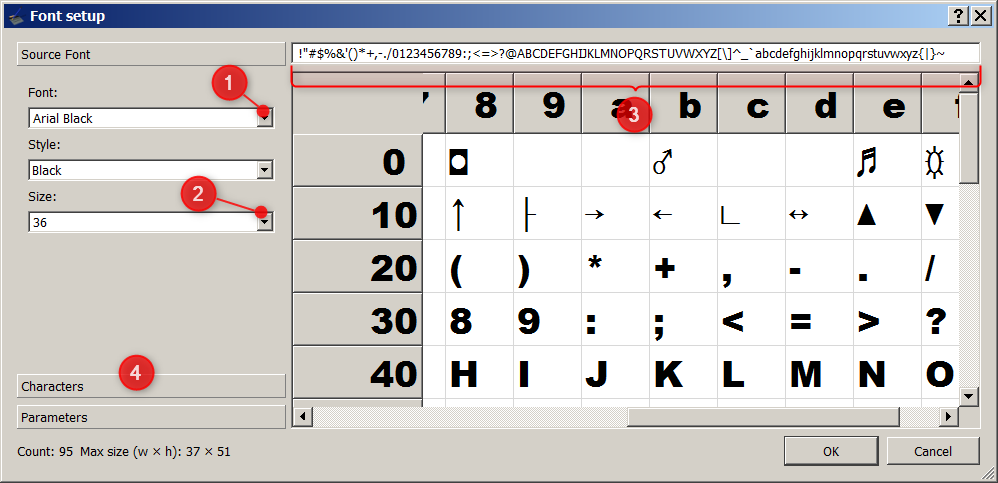 Font setup
Source Font
!"#$%&'()*+,-./0123456789:;<=>?@ABCDEFGHIJKLMNOPQRSTUVWXYZ[\]^_`abcdefghijklmnopqrstuvwxyz{|}~
Font:
1
Arial Black
Style:
Black
Size:
2
36
3
8 9 a b c d e
0 ◘ ♂ ♬ ☼
10 ↑ ├ → ← ∟ ↔ ▲ ▼
20 ( ) * + , - . /
30 8 9 : ; < = > ?
40 H I J K L M N O
4
Characters
Parameters
Count: 95 Max size (w × h): 37 × 51
OK
Cancel